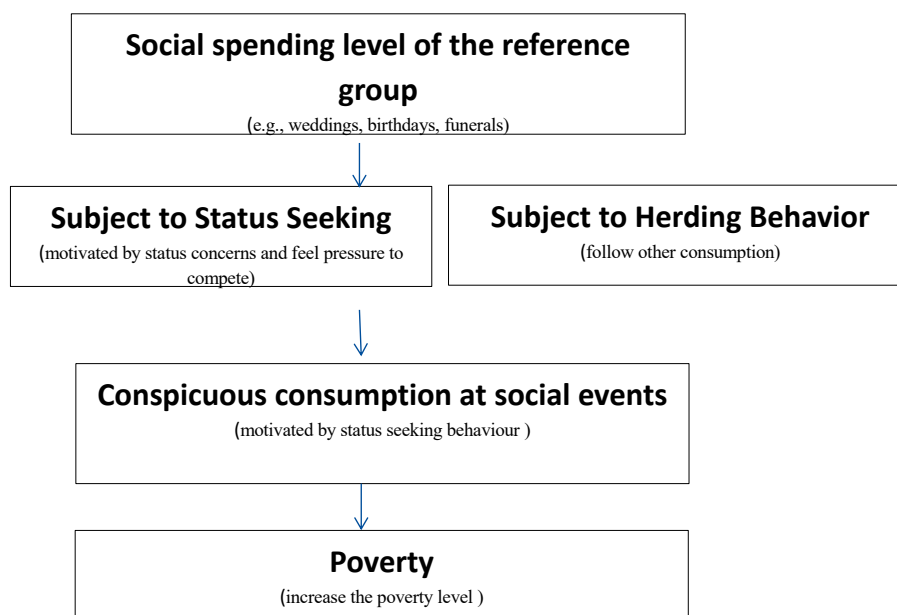 Social spending level of the reference
group
(e.g., weddings, birthdays, funerals)
Subject to Status Seeking
(motivated by status concerns and feel pressure to
compete)
Subject to Herding Behavior
(follow other consumption)
Conspicuous consumption at social events
(motivated by status seeking behaviour )
Poverty
(increase the poverty level )